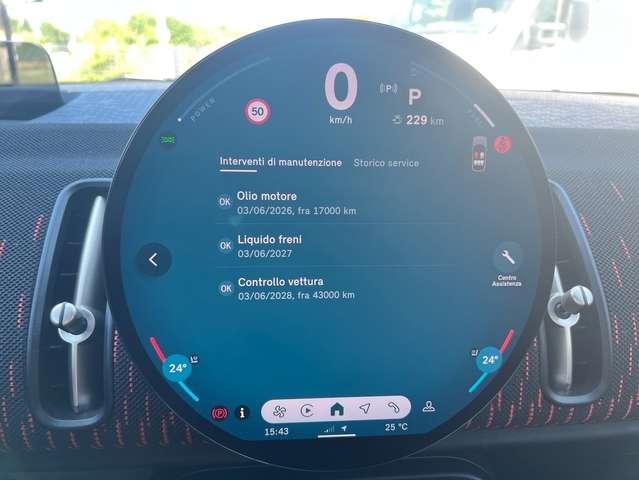 POWER
50
0
km/h
(P)
P
229 km
Interventi di manutenzione
Storico service
OK
Olio motore
03/06/2026, fra 17000 km
OK
Liquido freni
03/06/2027
OK
Controllo vettura
03/06/2028, fra 43000 km
Centro
Assistenza
24°
24°
(P)
i
15:43
25 °C